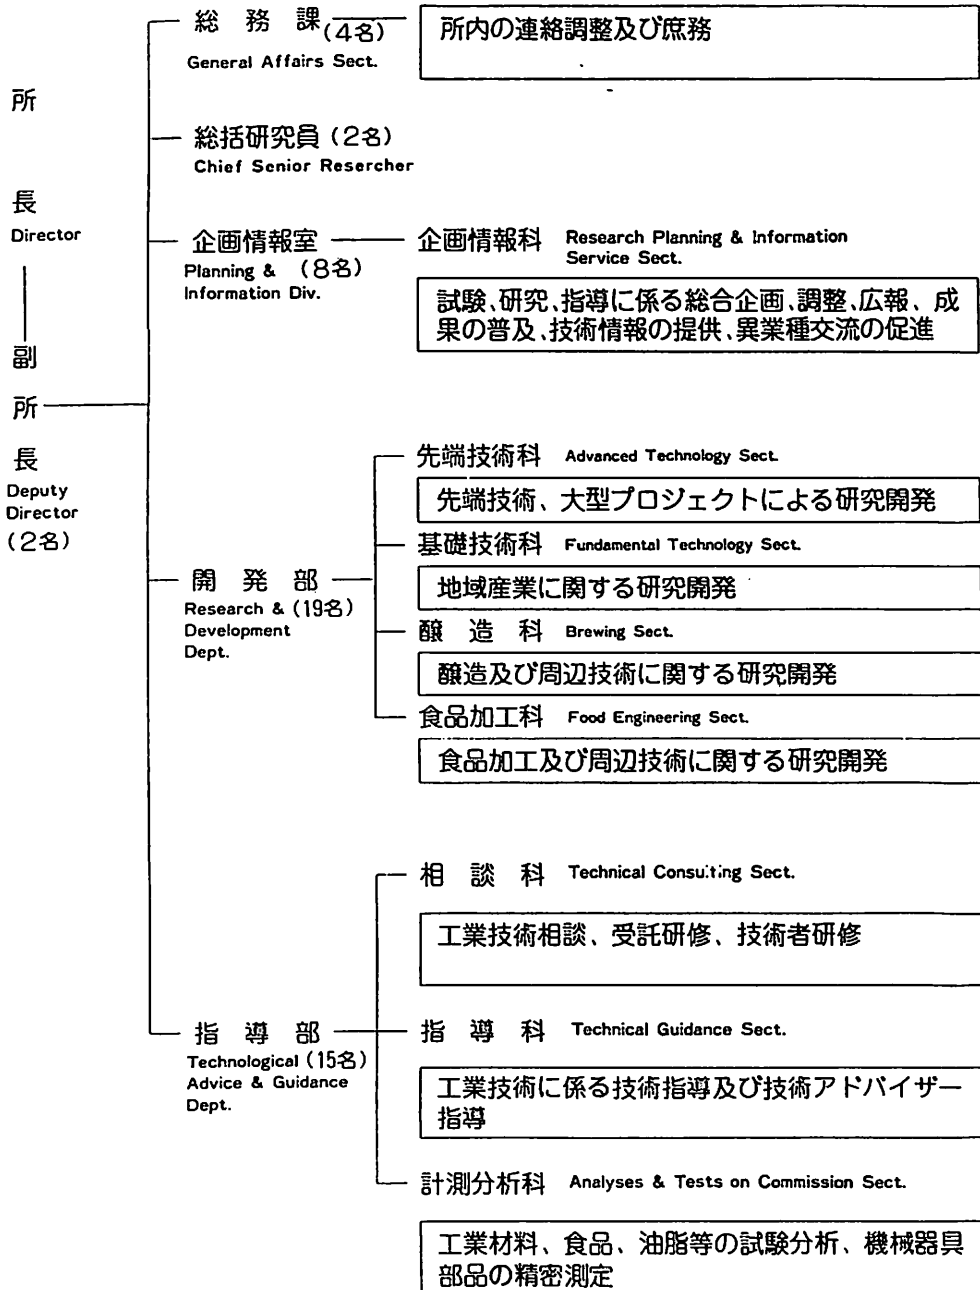 所
長
Director
副
所
長
Deputy
Director
(2名)
総務課(4名)
General Affairs Sect.
所内の連絡調整及び庶務
総括研究員(2名)
Chief Senior Resercher
企画情報室
Planning & (8名)
Information Div.
企画情報科 Research Planning & Information
Service Sect.
試験、研究、指導に係る総合企画、調整、広報、成
果の普及、技術情報の提供、異業種交流の促進
開発部
Research & (19名)
Development
Dept.
先端技術科 Advanced Technology Sect.
先端技術、大型プロジェクトによる研究開発
基礎技術科 Fundamental Technology Sect.
地域産業に関する研究開発
醸造科 Brewing Sect.
醸造及び周辺技術に関する研究開発
食品加工科 Food Engineering Sect.
食品加工及び周辺技術に関する研究開発
指導部
Technological (15名)
Advice & Guidance
Dept.
相談科 Technical Consulting Sect.
工業技術相談、受託研修、技術者研修
指導科 Technical Guidance Sect.
工業技術に係る技術指導及び技術アドバイザー
指導
計測分析科 Analyses & Tests on Commission Sect.
工業材料、食品、油脂等の試験分析、機械器具
部品の精密測定